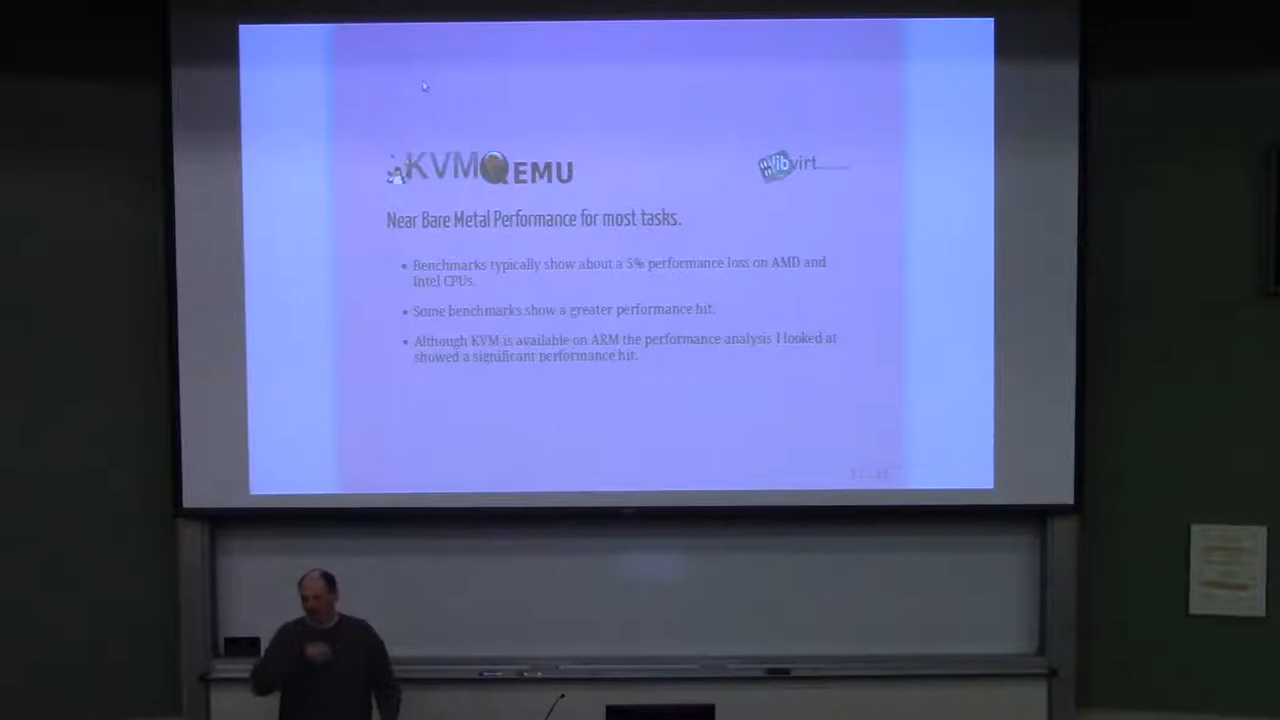 KVM QEMU
libvirt
Near Bare Metal Performance for most tasks.
• Benchmarks typically show about a 5% performance loss on AMD and
Intel CPUs.
• Some benchmarks show a greater performance hit.
• Although KVM is available on ARM the performance analysis I looked at
showed a significant performance hit.